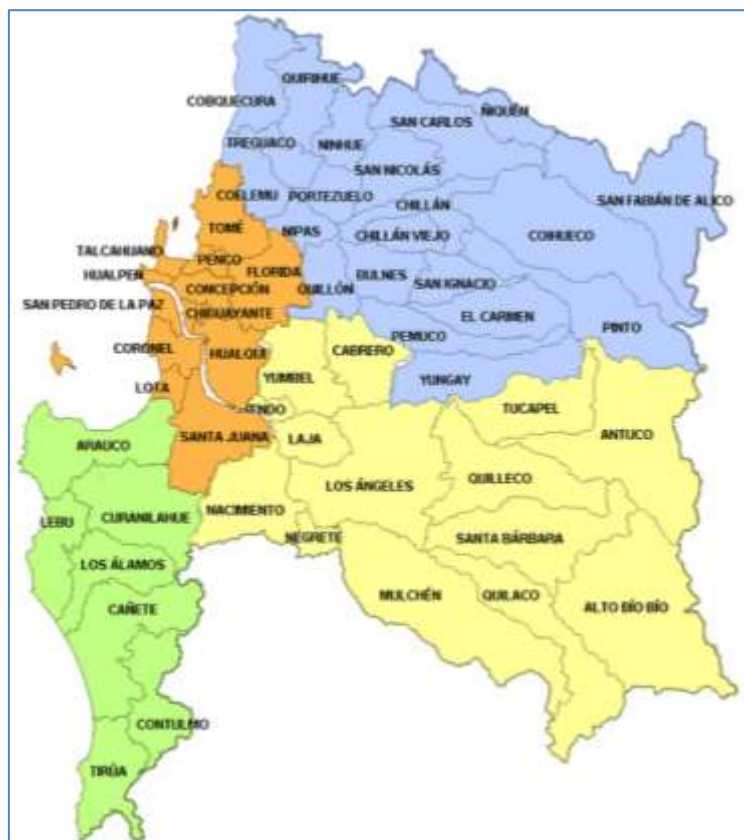 QUIRIHUE
COBQUECURA
ÑIQUÉN
SAN CARLOS
TREGUACO
NINHUE
SAN NICOLÁS
COELEMU
PORTEZUELO
SAN FABIÁN DE ALICO
CHILLÁN
TOMÉ
ÑIPAS
CHILLÁN VIEJO
COIHUECO
TALCAHUANO
PENCO
HUALPEN
FLORIDA
BULNES
CONCEPCIÓN
QUILLÓN
SAN IGNACIO
SAN PEDRO DE LA PAZ
CHIGUAYANTE
EL CARMEN
PINTO
PEMUCO
CORONEL
HUALQUI
CABRERO
YUMBEL
YUNGAY
LOTA
TUCAPEL
SANTA JUANA
LAJA
ANTUCO
ARAUCO
QUILLECO
LOS ÁNGELES
NACIMIENTO
CURANILAHUE
LEBU
NEGRETE
SANTA BÁRBARA
LOS ÁLAMOS
MULCHÉN
QUILACO
CAÑETE
ALTO BÍO BÍO
CONTULMO
TIRÚA